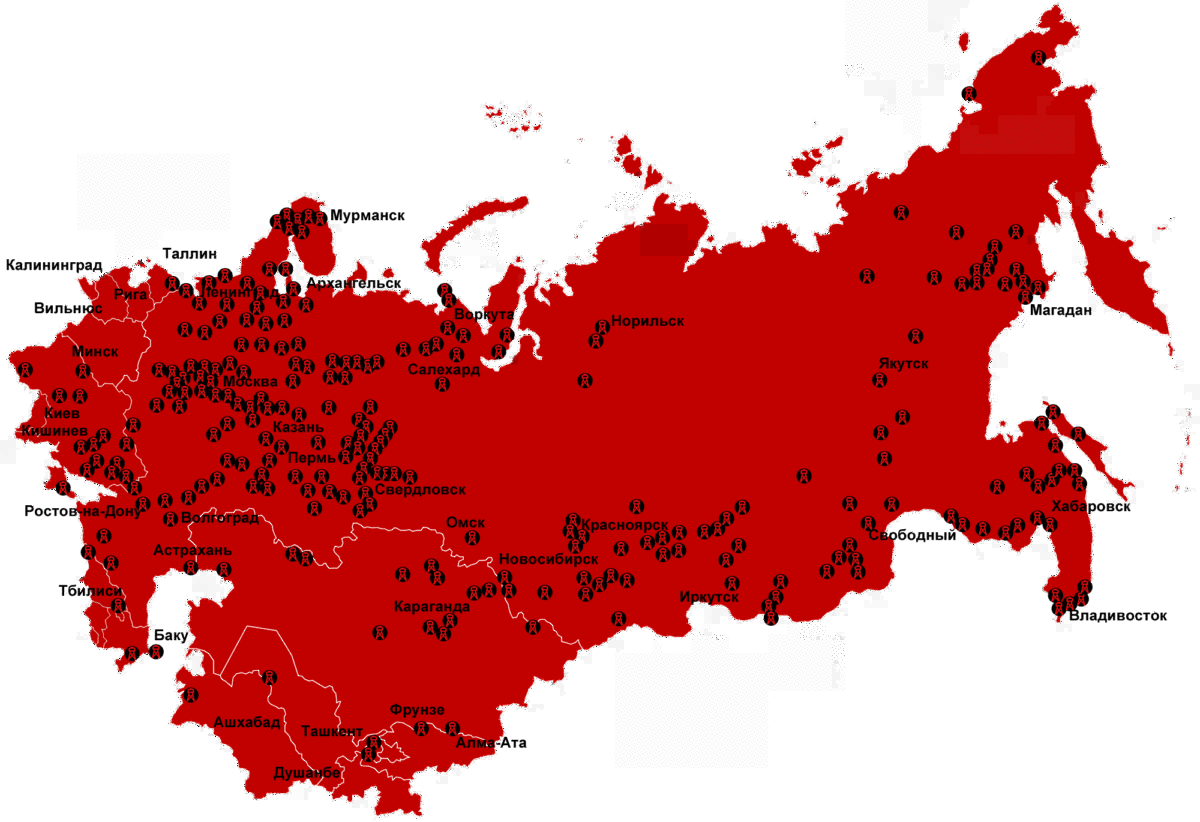 Мурманск
Таллин
Калининград
Архангельск
Рига
Ленинград
Вильнюс
Воркута
Норильск
Магадан
Минск
Якутск
Салехард
Москва
Киев
Казань
Кишинев
Пермь
Свердловск
Хабаровск
Ростов-на-Дону
Волгоград
Омск
Красноярск
Свободный
Астрахань
Новосибирск
Тбилиси
Иркутск
Караганда
Владивосток
Баку
Фрунзе
Ашхабад
Ташкент
Алма-Ата
Душанбе